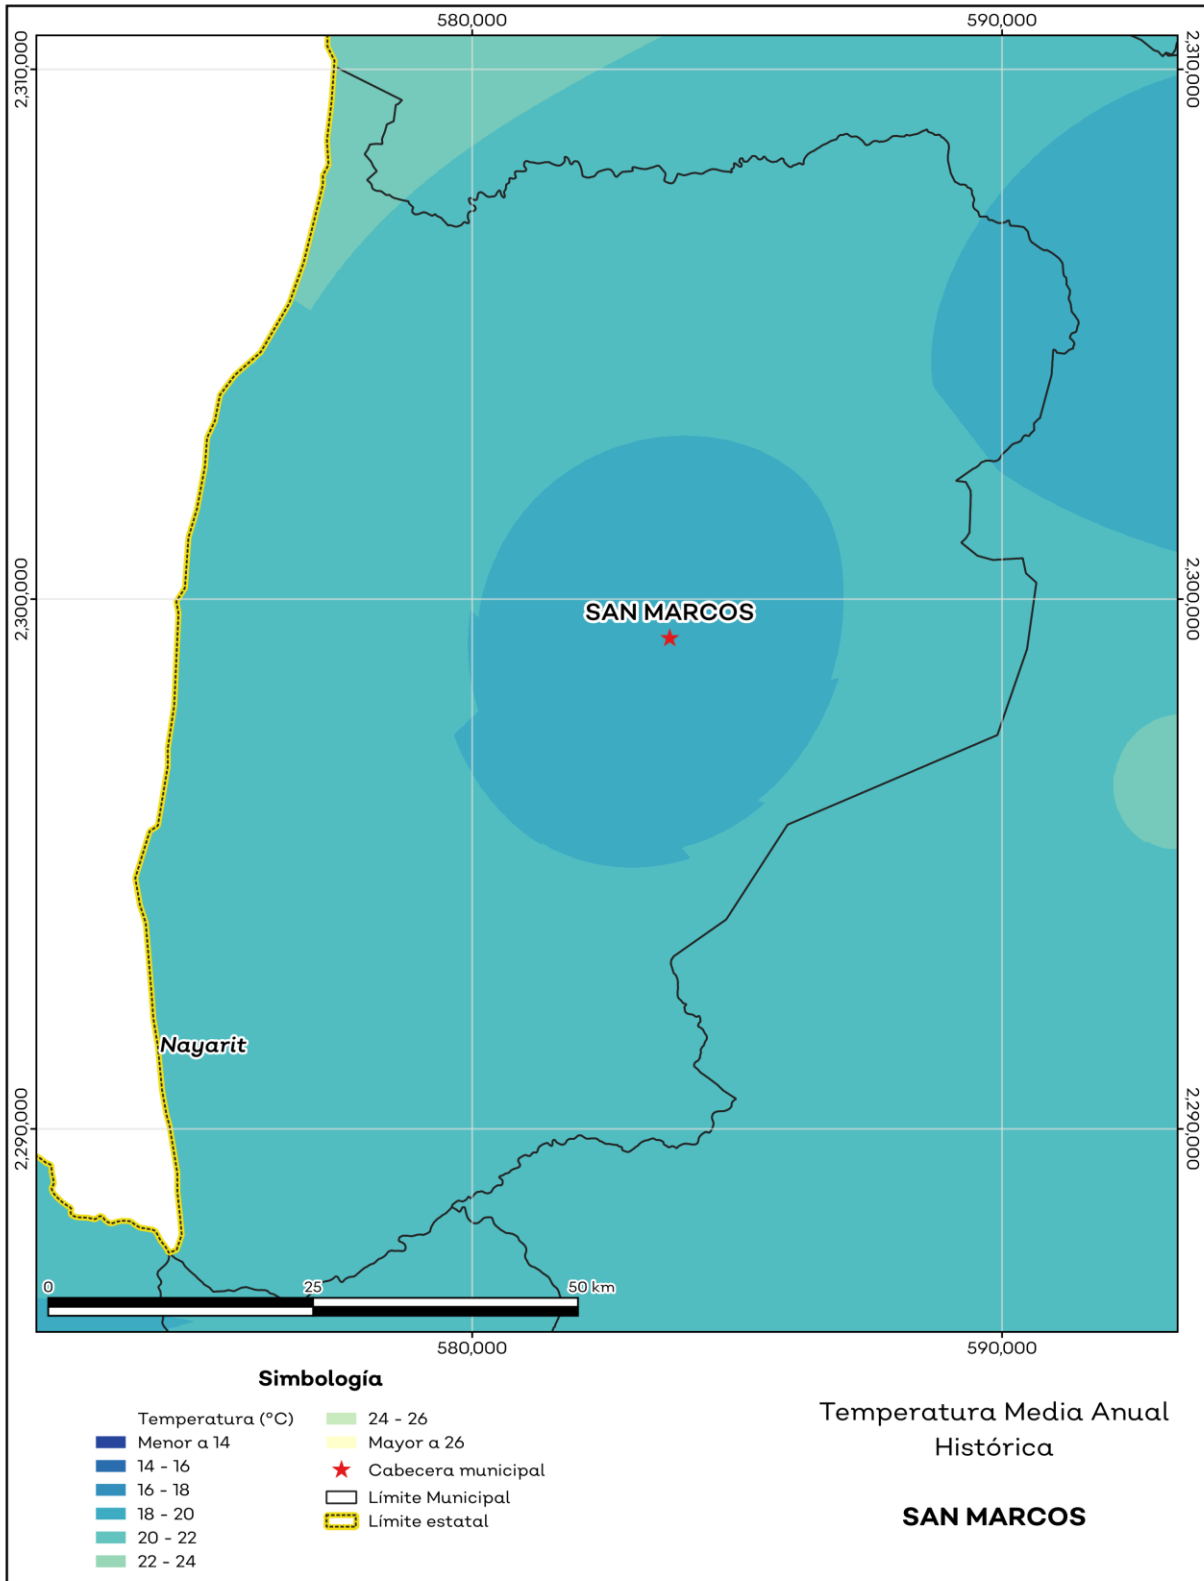 580,000
590,000
2,310,000
2,310,000
SAN MARCOS
2,300,000
2,300,000
Nayarit
2,290,000
2,290,000
0
25
50 km
580,000
590,000
Simbología
Temperatura (°C)
Menor a 14
14 - 16
16 - 18
18 - 20
20 - 22
22 - 24
24 - 26
Mayor a 26
Cabecera municipal
Límite Municipal
Límite estatal
Temperatura Media Anual
Histórica
SAN MARCOS